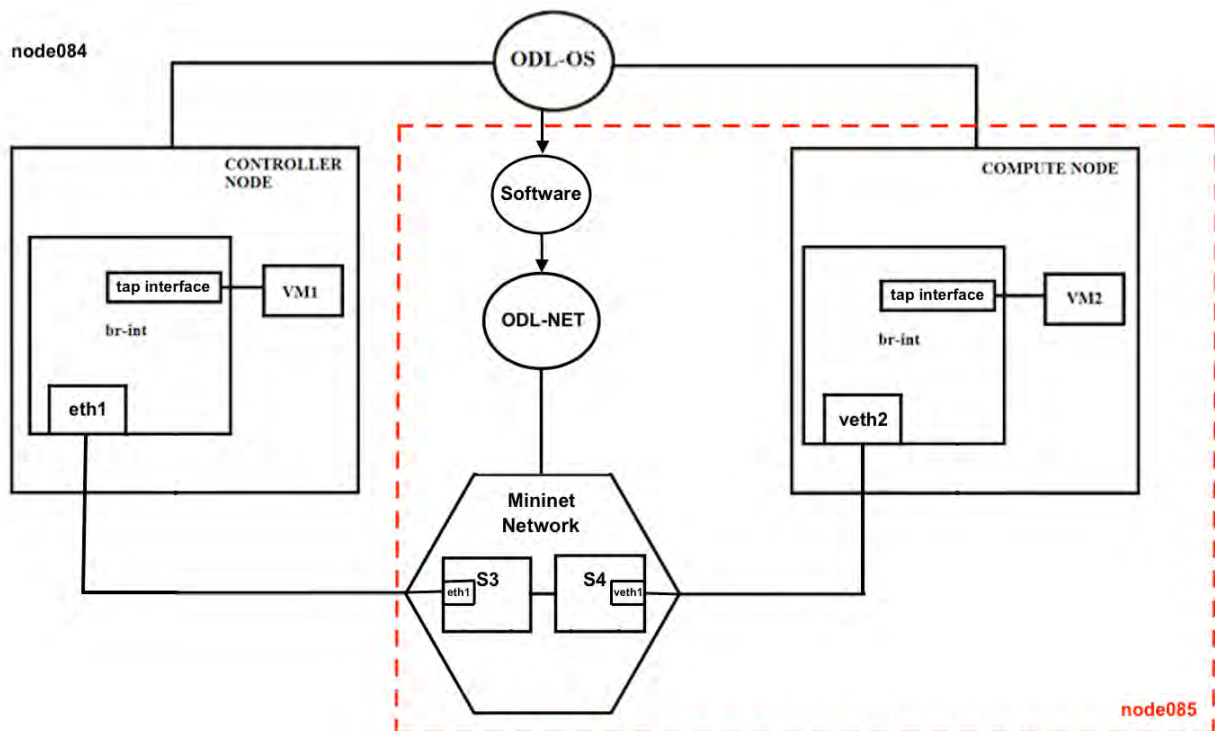 node084
ODL-OS
CONTROLLER
NODE
COMPUTE NODE
Software
tap interface
VM1
br-int
ODL-NET
tap interface
VM2
br-int
eth1
veth2
Mininet
Network
S3
S4
eth1
veth1
node085